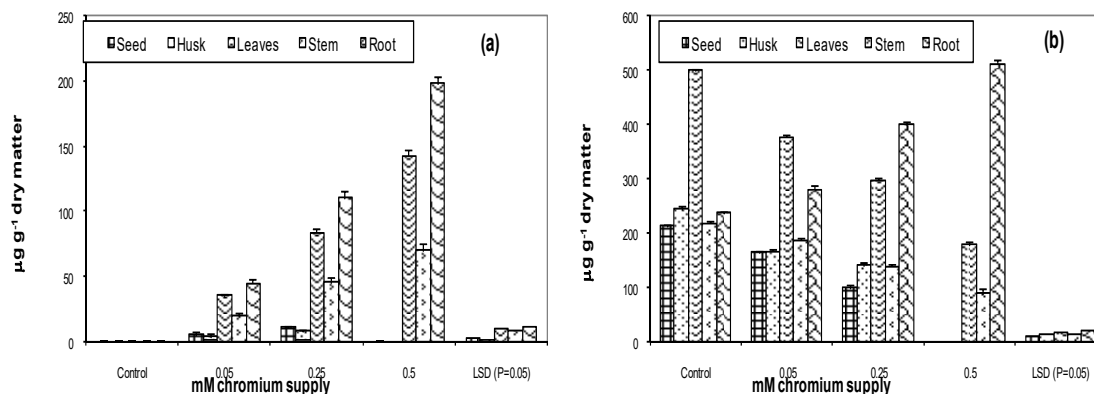 250
200
150
100
50
0
µg g⁻¹ dry matter
Seed Husk Leaves Stem Root
(a)
Control 0.05 0.25 0.5 LSD (P=0.05)
mM chromium supply
600
500
400
300
200
100
0
µg g⁻¹ dry matter
Seed Husk Leaves Stem Root
(b)
Control 0.05 0.25 0.5 LSD (P=0.05)
mM chromium supply